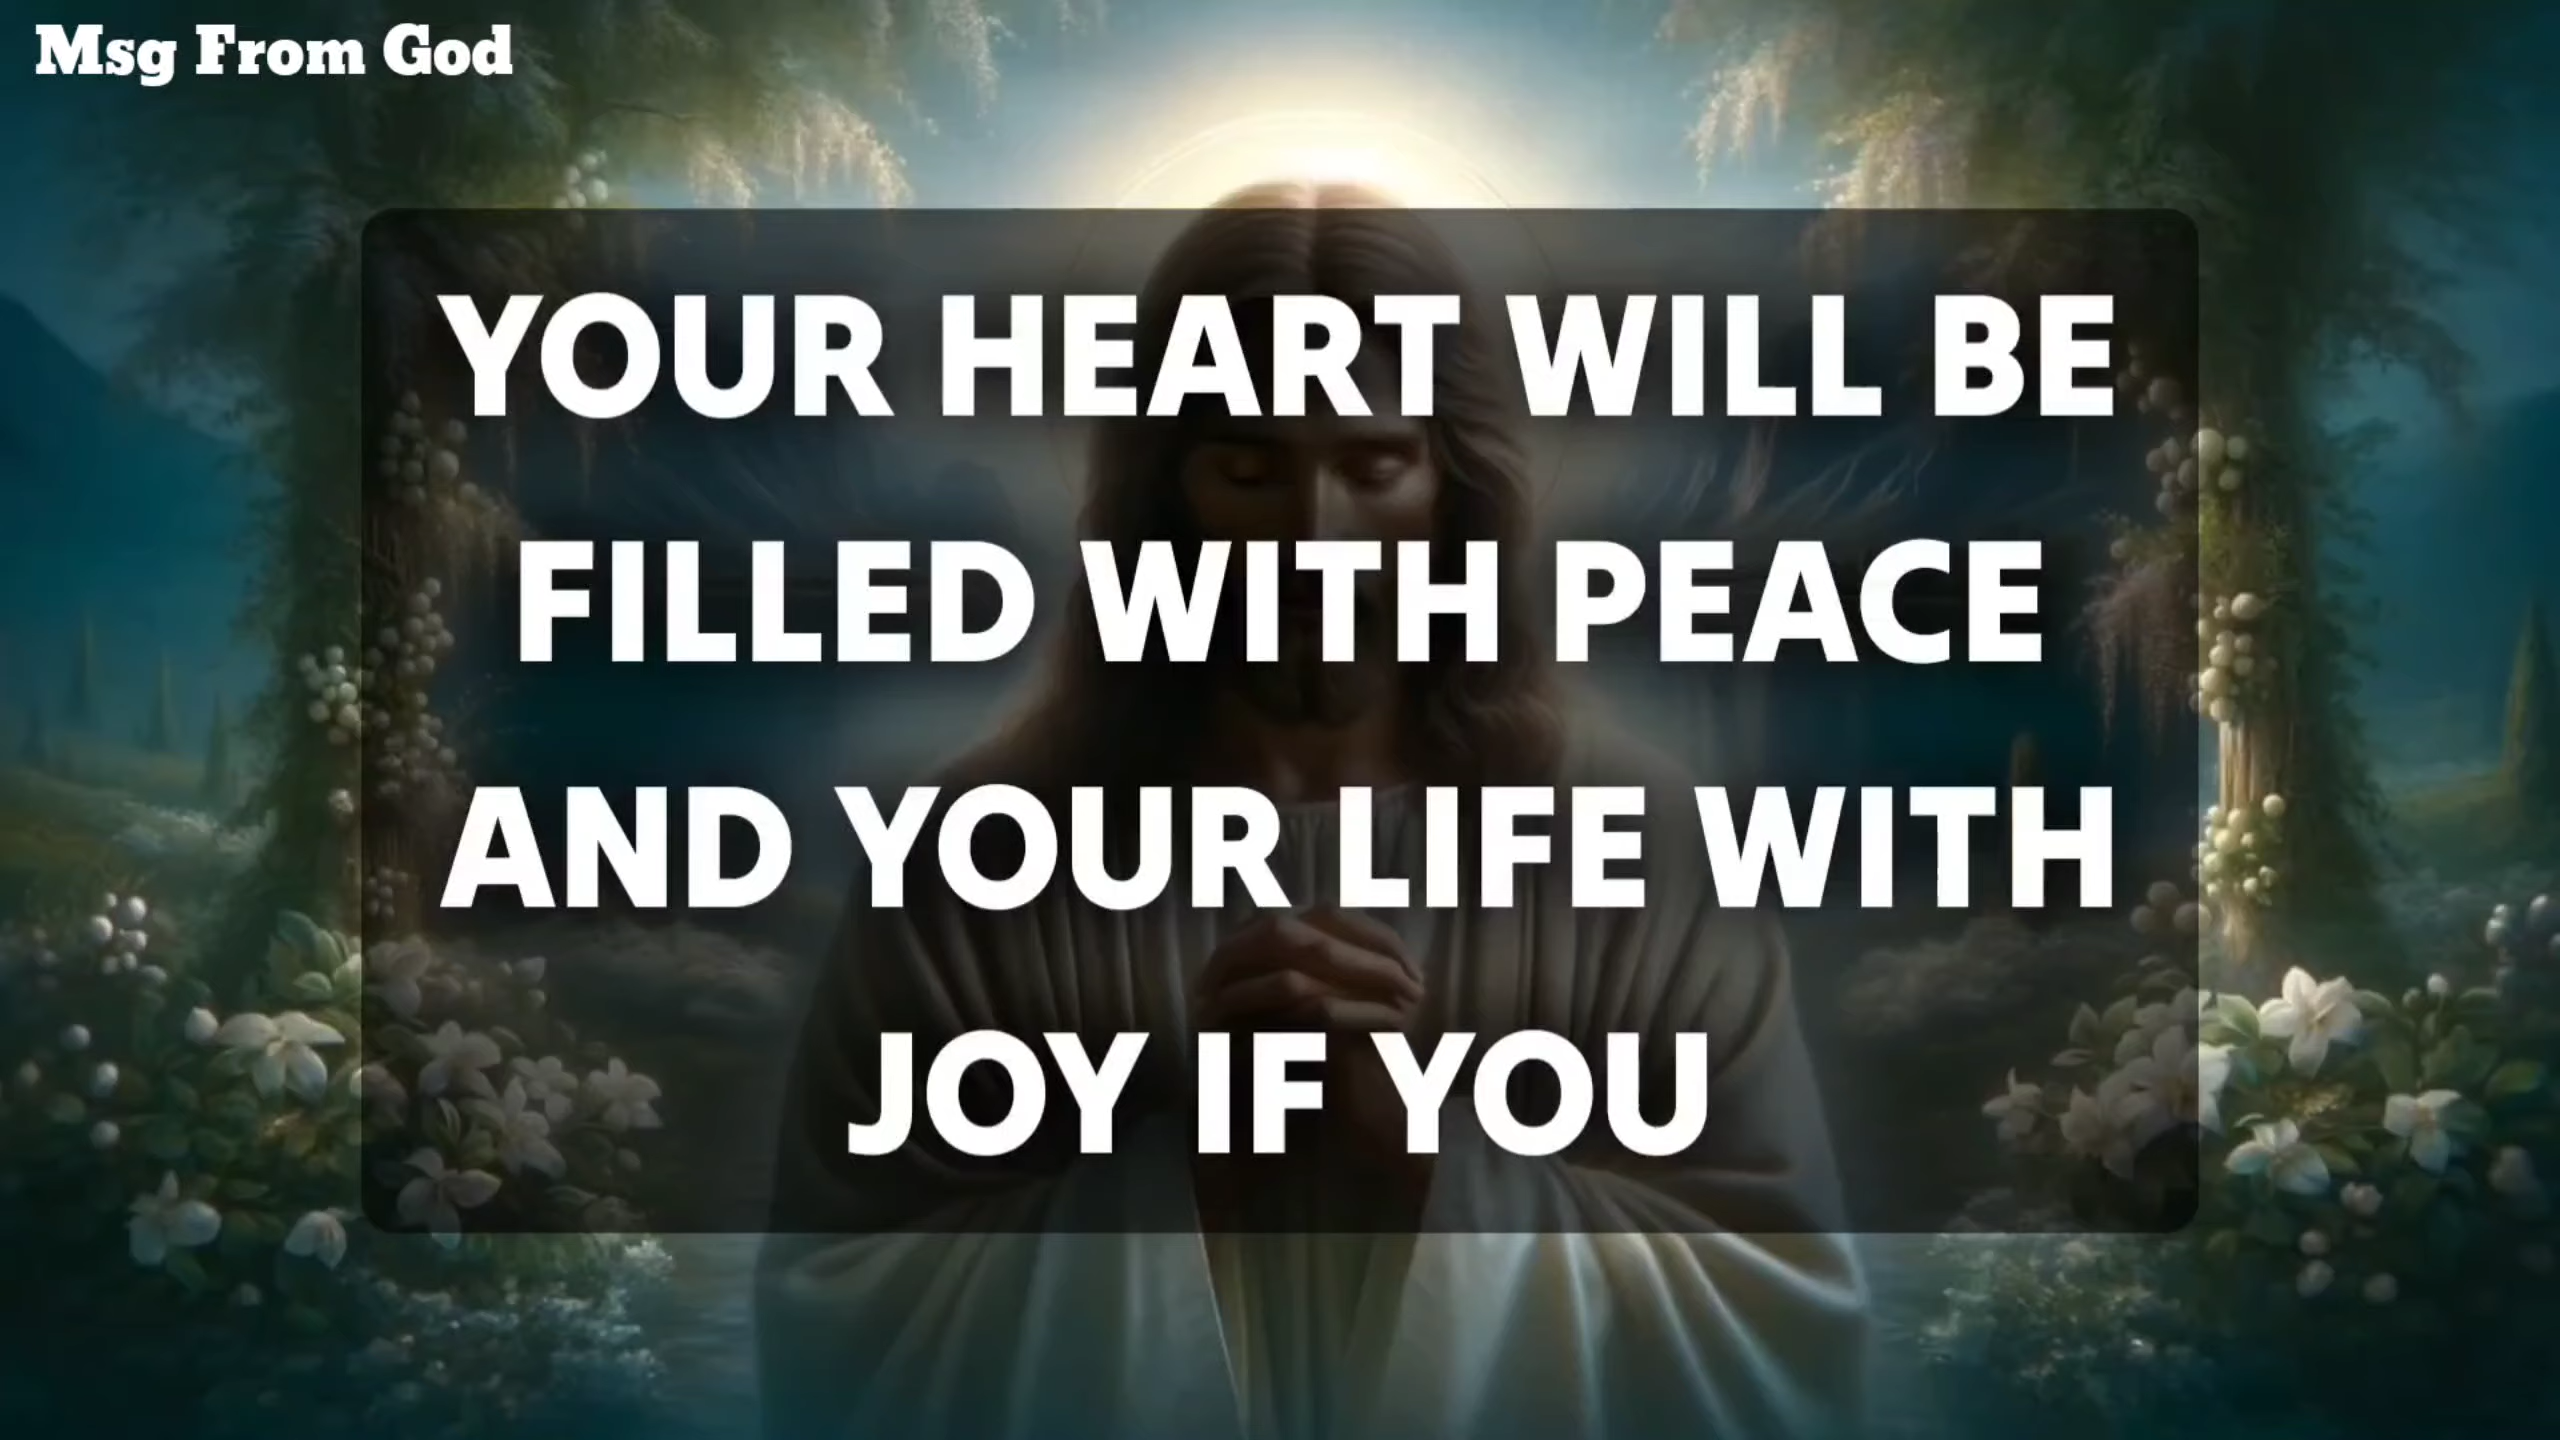 Msg From God
YOUR HEART WILL BE
FILLED WITH PEACE
AND YOUR LIFE WITH
JOY IF YOU